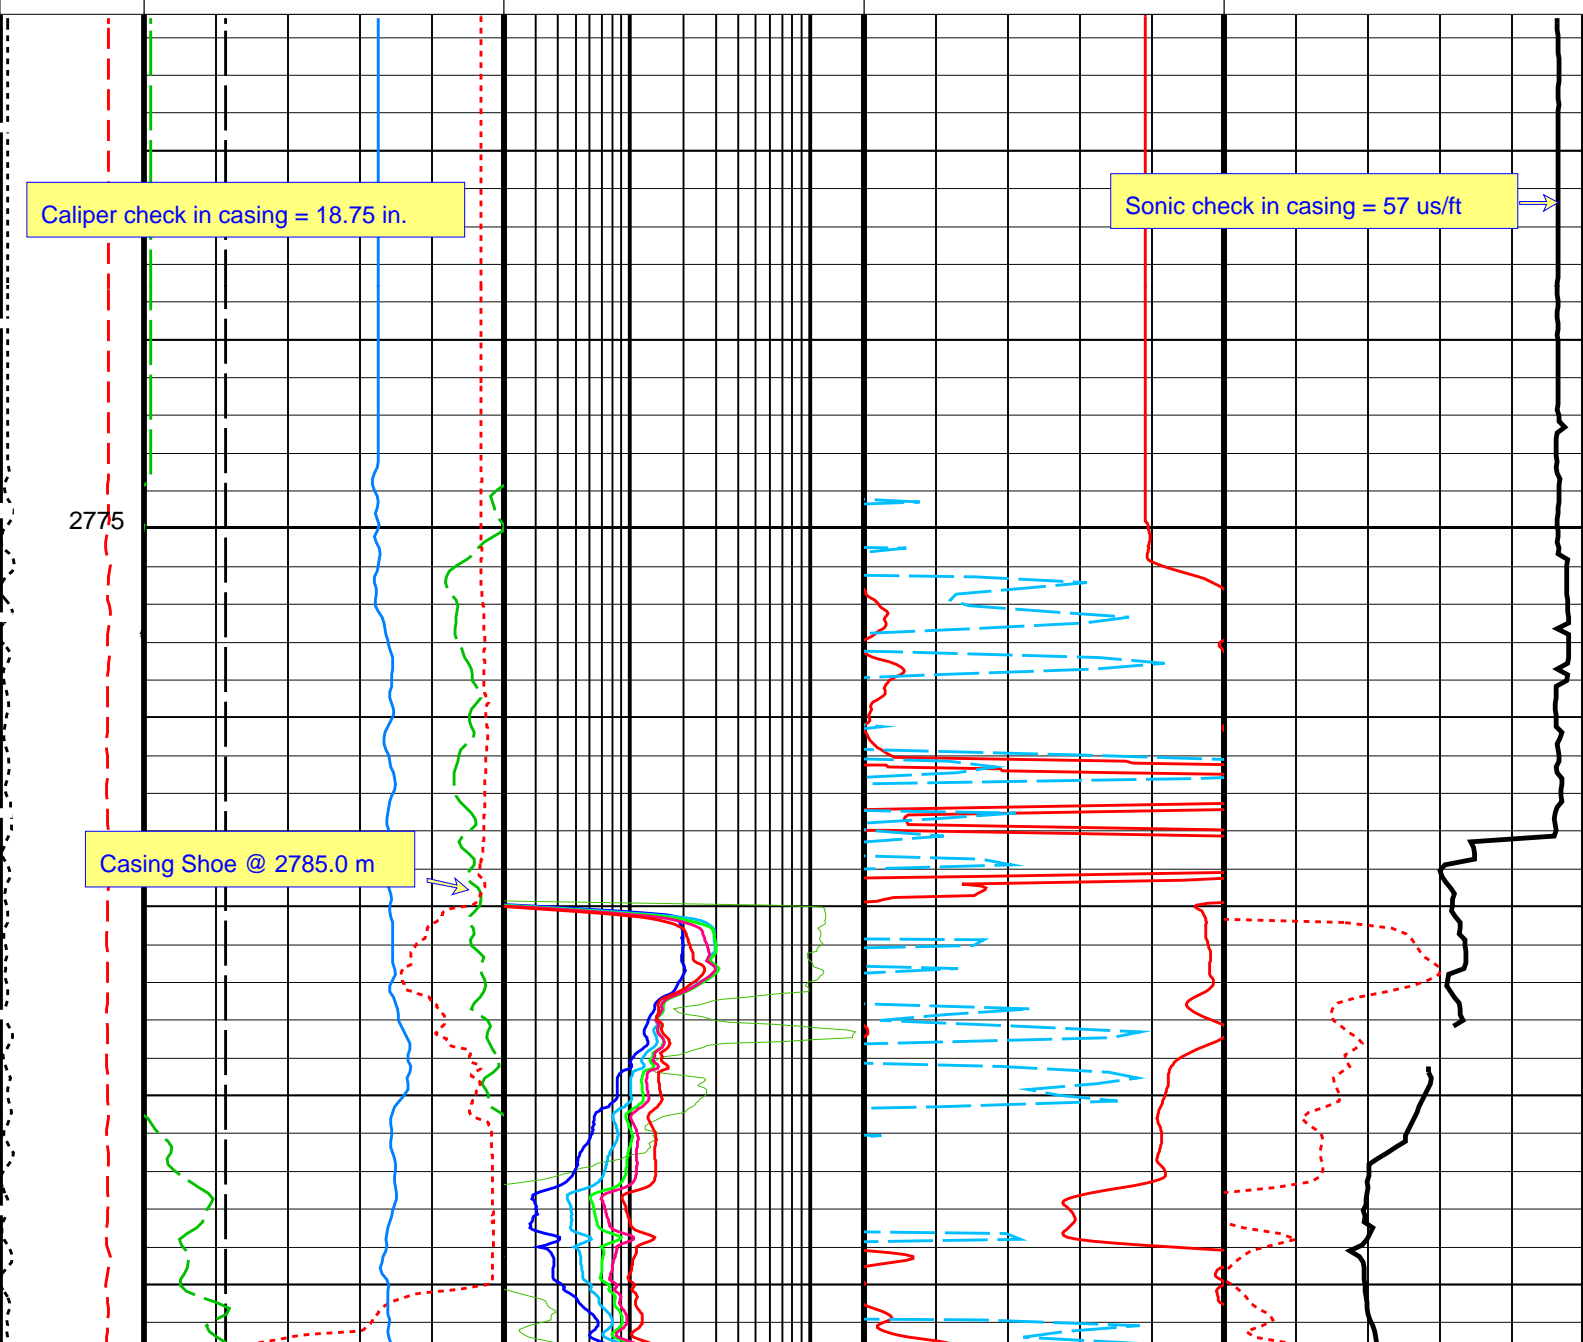 Caliper check in casing = 18.75 in.
Sonic check in casing = 57 us/ft
2775
Casing Shoe @ 2785.0 m